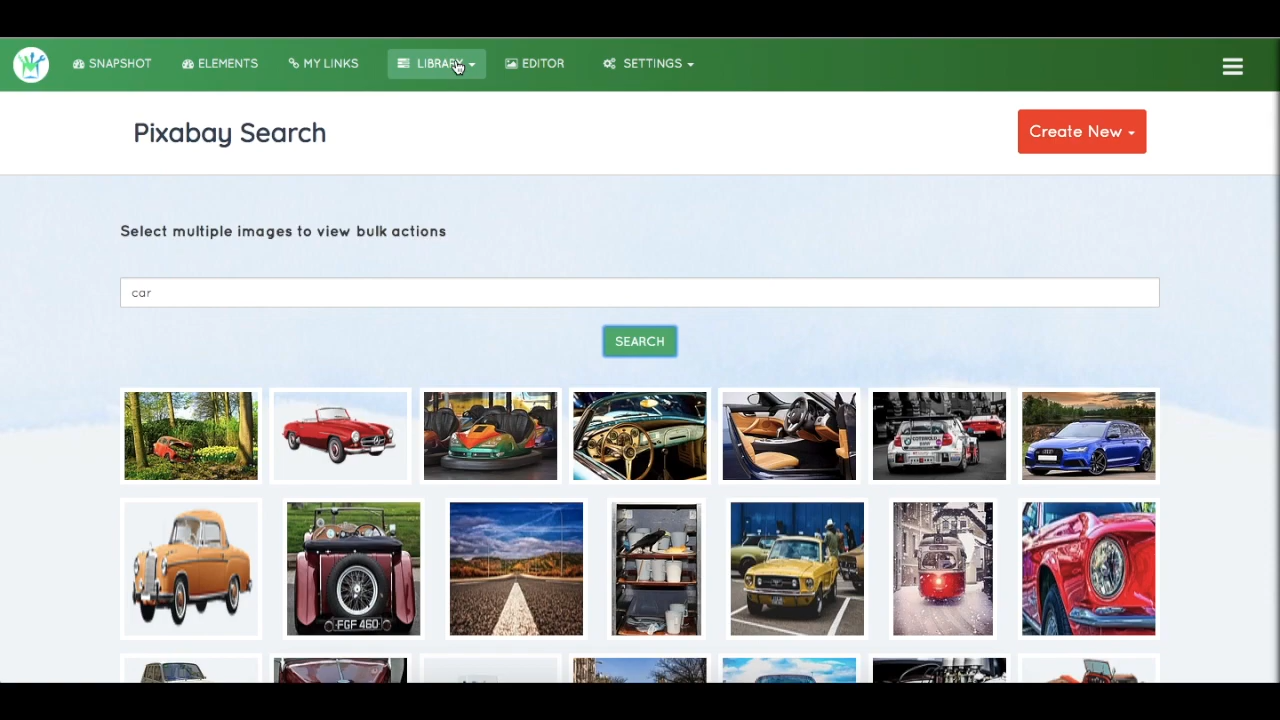 SNAPSHOT ELEMENTS MY LINKS LIBRARY EDITOR SETTINGS
Pixabay Search
Create New
Select multiple images to view bulk actions
car
SEARCH
FGF 460